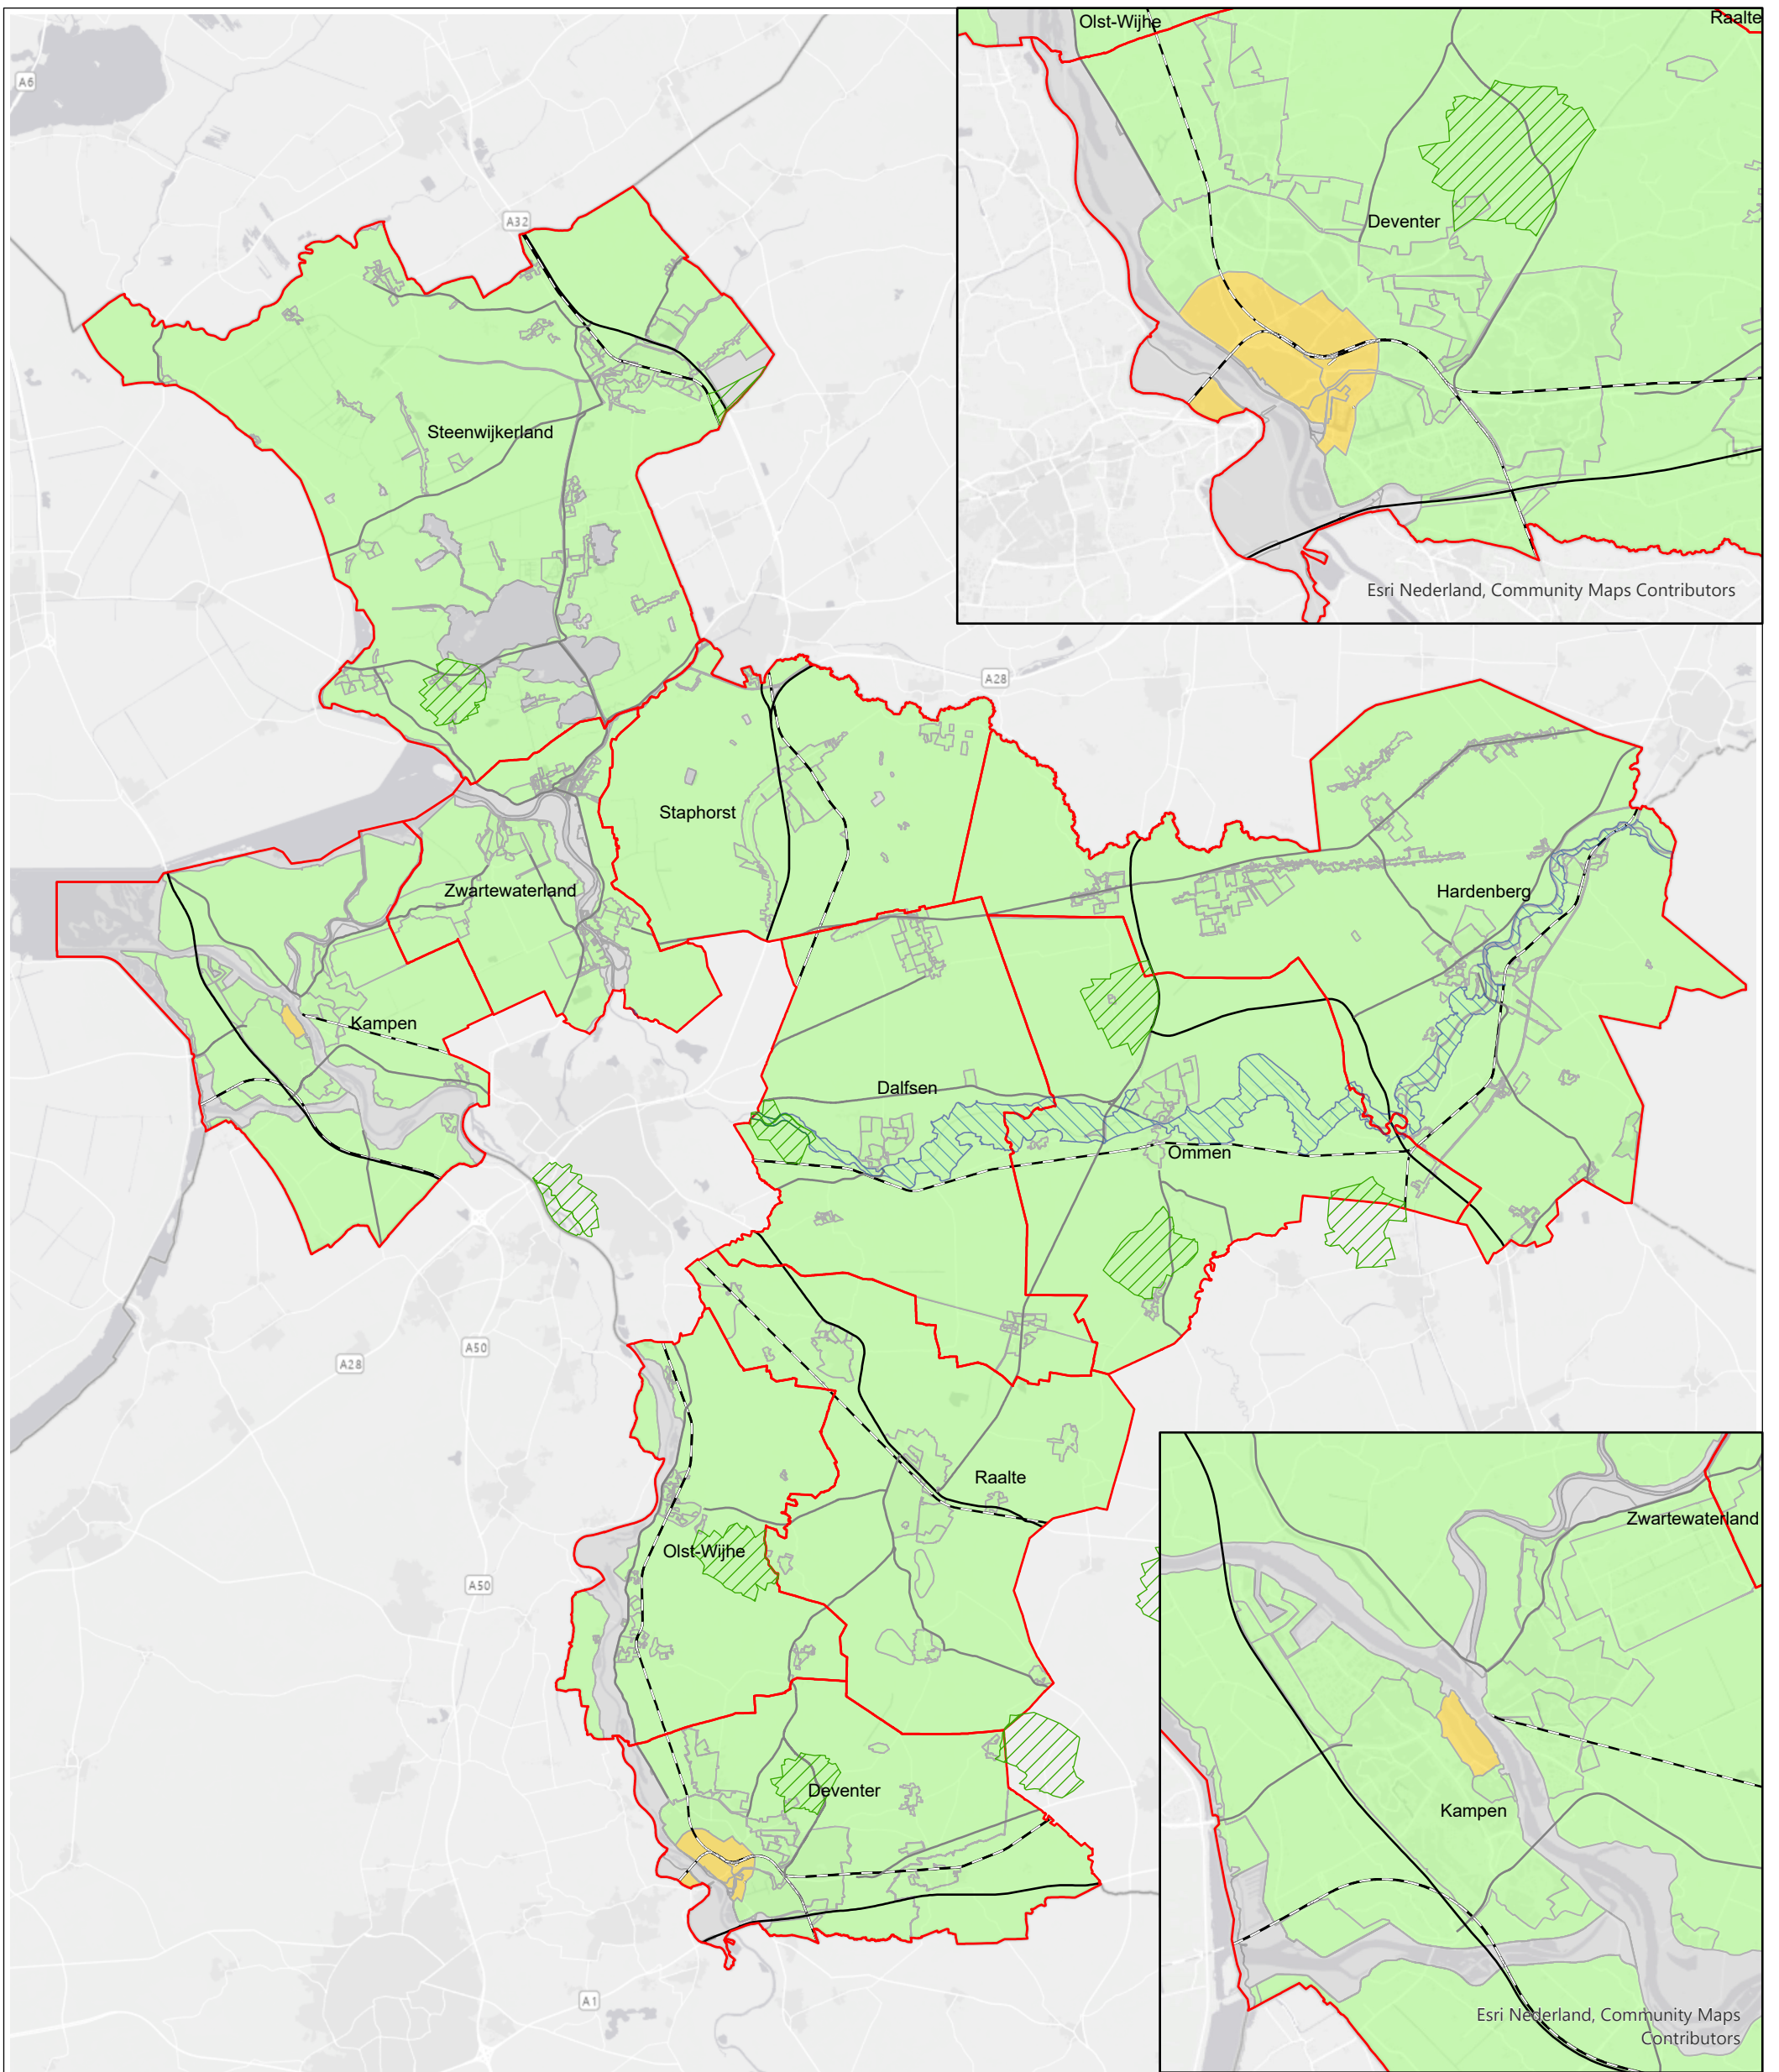 Olst-Wijhe
Raalte
A6
A32
Deventer
Steenwijkerland
Esri Nederland, Community Maps Contributors
A28
Staphorst
Zwartewaterland
Hardenberg
Kampen
Dalfsen
Ommen
A50
A28
Raalte
Zwartewaterland
Olst-Wijhe
A50
Deventer
Kampen
A1
Esri Nederland, Community Maps
Contributors